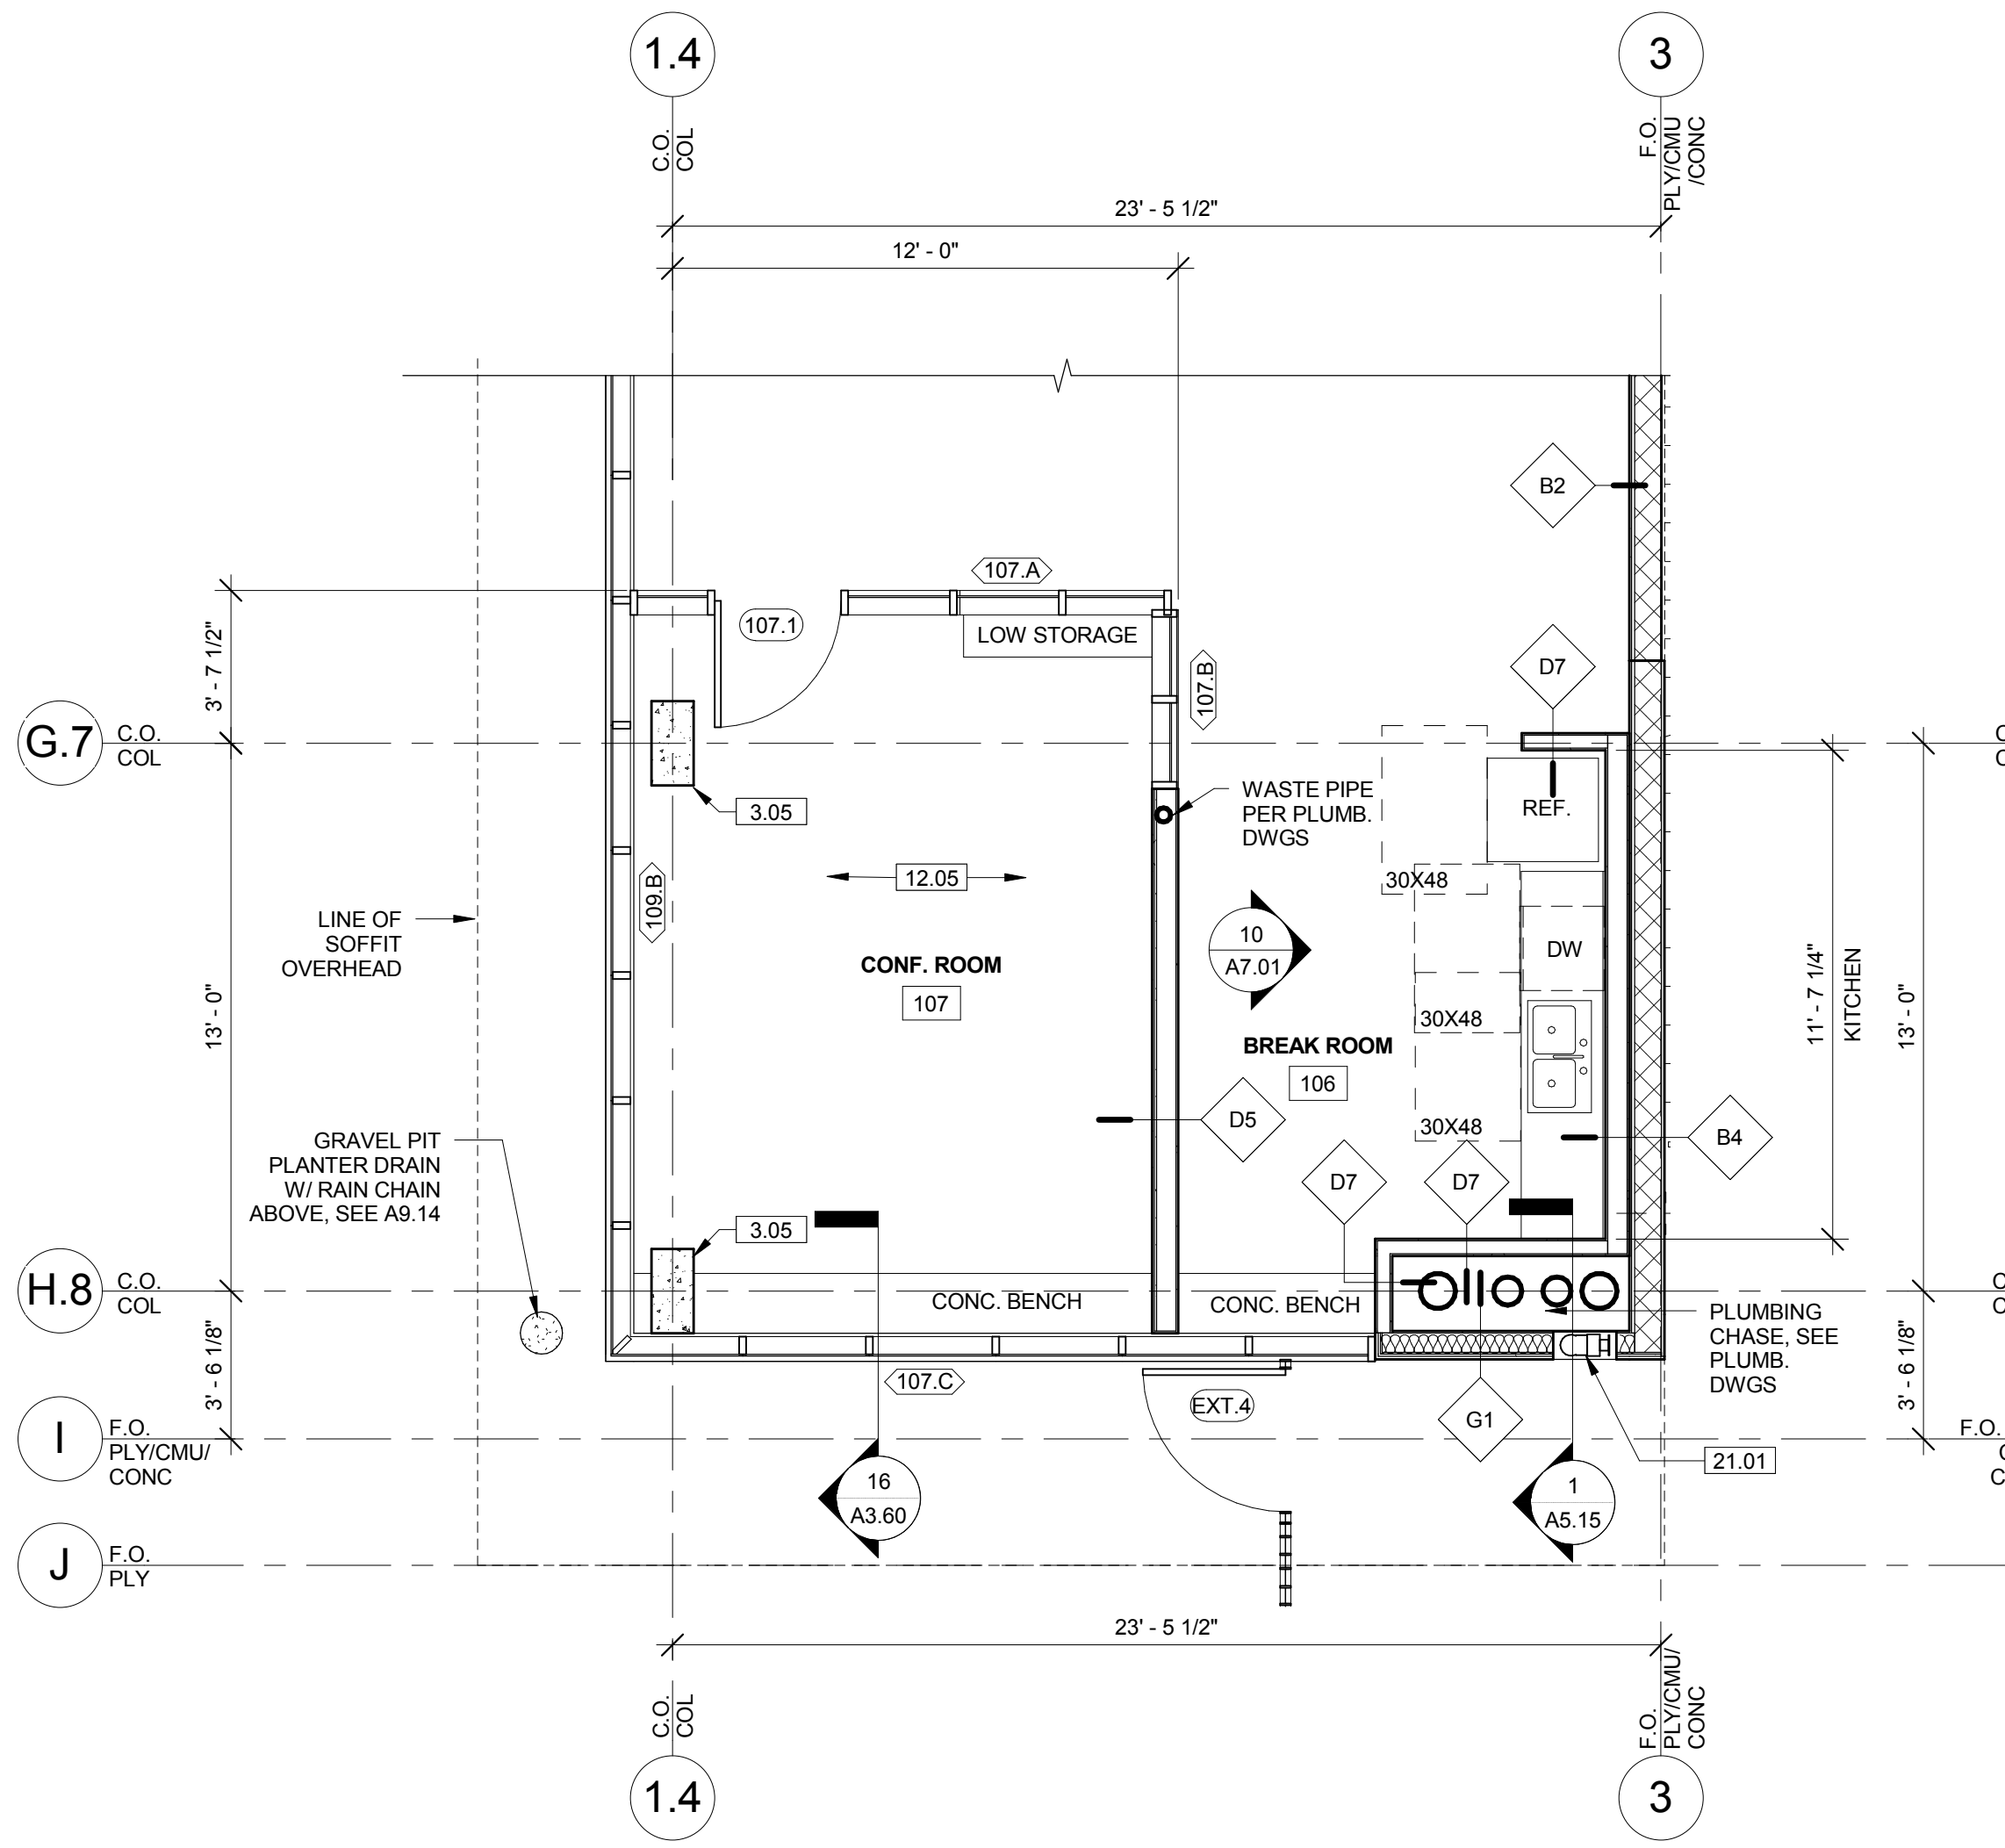 1.4
3
C.O.
COL
F.O.
PLY/CMU
/CONC
23' - 5 1/2"
12' - 0"
B2
107.A
107.1
LOW STORAGE
107.B
D7
3' - 7 1/2"
G.7
C.O.
COL
3.05
WASTE PIPE
PER PLUMB.
DWGS
REF.
12.05
30X48
109.B
LINE OF
SOFFIT
OVERHEAD
10
A7.01
DW
CONF. ROOM
107
13' - 0"
30X48
BREAK ROOM
106
11' - 7 1/4"
KITCHEN
13' - 0"
D5
30X48
B4
GRAVEL PIT
PLANTER DRAIN
W/ RAIN CHAIN
ABOVE, SEE A9.14
D7
D7
3.05
H.8
C.O.
COL
CONC. BENCH
CONC. BENCH
PLUMBING
CHASE, SEE
PLUMB.
DWGS
3' - 6 1/8"
3' - 6 1/8"
107.C
EXT.4
G1
I
F.O.
PLY/CMU/
CONC
F.O.
21.01
16
A3.60
1
A5.15
J
F.O.
PLY
23' - 5 1/2"
C.O.
COL
F.O.
PLY/CMU/
CONC
1.4
3